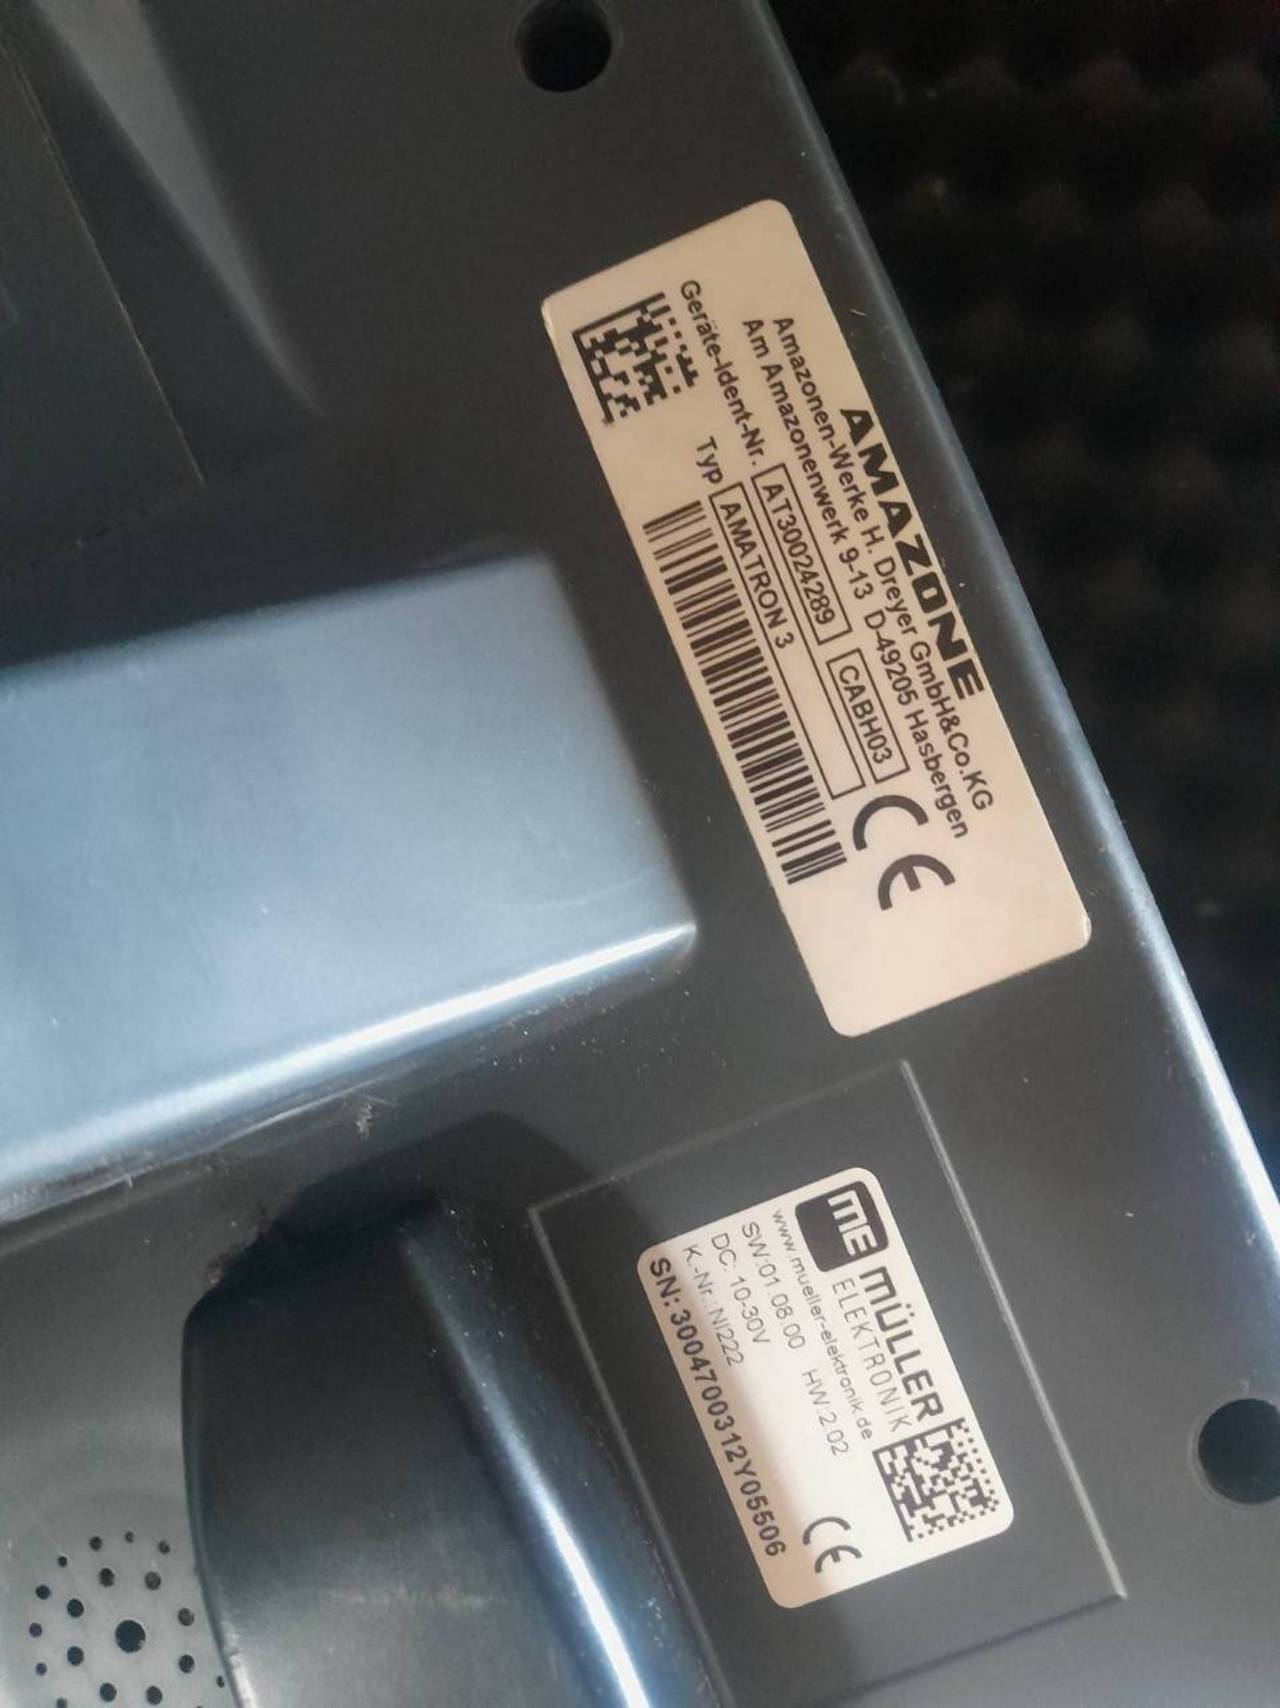 AMAZONE
Amazonen-Werke H. Dreyer GmbH&Co.KG
Am Amazonenwerk 9-13 D-49205 Hasbergen
Geräte-Ident-Nr. AT30024289 CABH03
Typ AMATRON 3
CE
ME MÜLLER
ELEKTRONIK
www.mueller-elektronik.de
SW:01.08.00 HW:2.02
DC: 10-30V
K.-Nr.:NI222
SN:3004700312Y05506
CE